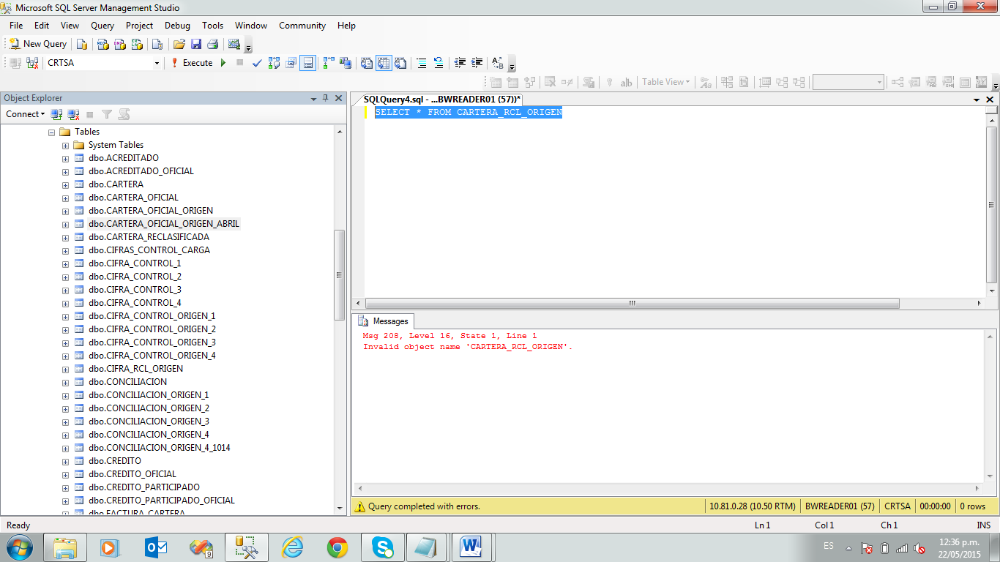 Microsoft SQL Server Management Studio
File Edit View Query Project Debug Tools Window Community Help
New Query
CRTSA Execute
Table View
Object Explorer
Connect
Tables
System Tables
dbo.ACREDITADO
dbo.ACREDITADO_OFICIAL
dbo.CARTERA
dbo.CARTERA_OFICIAL
dbo.CARTERA_OFICIAL_ORIGEN
dbo.CARTERA_OFICIAL_ORIGEN_ABRIL
dbo.CARTERA_RECLASIFICADA
dbo.CIFRAS_CONTROL_CARGA
dbo.CIFRA_CONTROL_1
dbo.CIFRA_CONTROL_2
dbo.CIFRA_CONTROL_3
dbo.CIFRA_CONTROL_4
dbo.CIFRA_CONTROL_ORIGEN_1
dbo.CIFRA_CONTROL_ORIGEN_2
dbo.CIFRA_CONTROL_ORIGEN_3
dbo.CIFRA_CONTROL_ORIGEN_4
dbo.CIFRA_RCL_ORIGEN
dbo.CONCILIACION
dbo.CONCILIACION_ORIGEN_1
dbo.CONCILIACION_ORIGEN_2
dbo.CONCILIACION_ORIGEN_3
dbo.CONCILIACION_ORIGEN_4
dbo.CONCILIACION_ORIGEN_4_1014
dbo.CREDITO
dbo.CREDITO_OFICIAL
dbo.CREDITO_PARTICIPADO
dbo.CREDITO_PARTICIPADO_OFICIAL
dbo.FACTURA_CARTERA
SQLQuery4.sql - ...BWREADER01 (57))*
SELECT * FROM CARTERA_RCL_ORIGEN
Messages
Msg 208, Level 16, State 1, Line 1
Invalid object name 'CARTERA_RCL_ORIGEN'.
Query completed with errors. 10.81.0.28 (10.50 RTM) BWREADER01 (57) CRTSA 00:00:00 0 rows
Ready Ln 1 Col 1 Ch 1 INS
ES 12:36 p.m.
22/05/2015